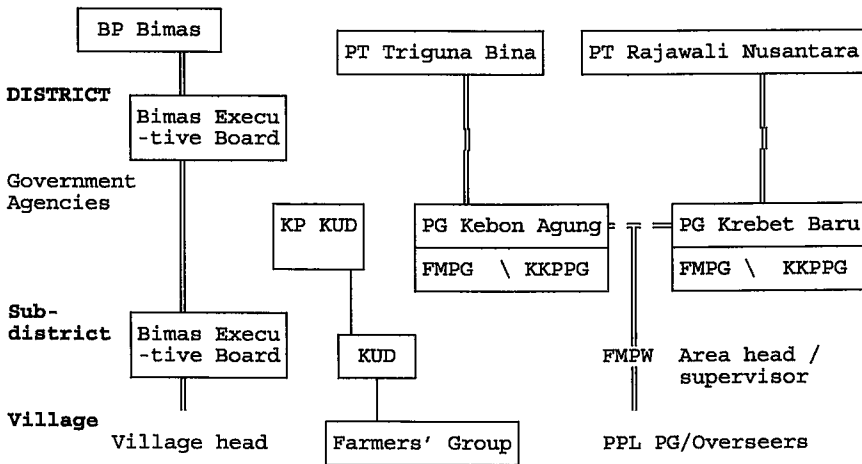 BP Bimas
PT Triguna Bina
PT Rajawali Nusantara
DISTRICT
Bimas Execu
-tive Board
Government
Agencies
KP KUD
PG Kebon Agung
PG Krebet Baru
FMPG \ KKPPG
FMPG \ KKPPG
Sub-
district
Bimas Execu
-tive Board
KUD
FMPW Area head /
supervisor
Village
Village head
Farmers' Group
PPL PG/Overseers